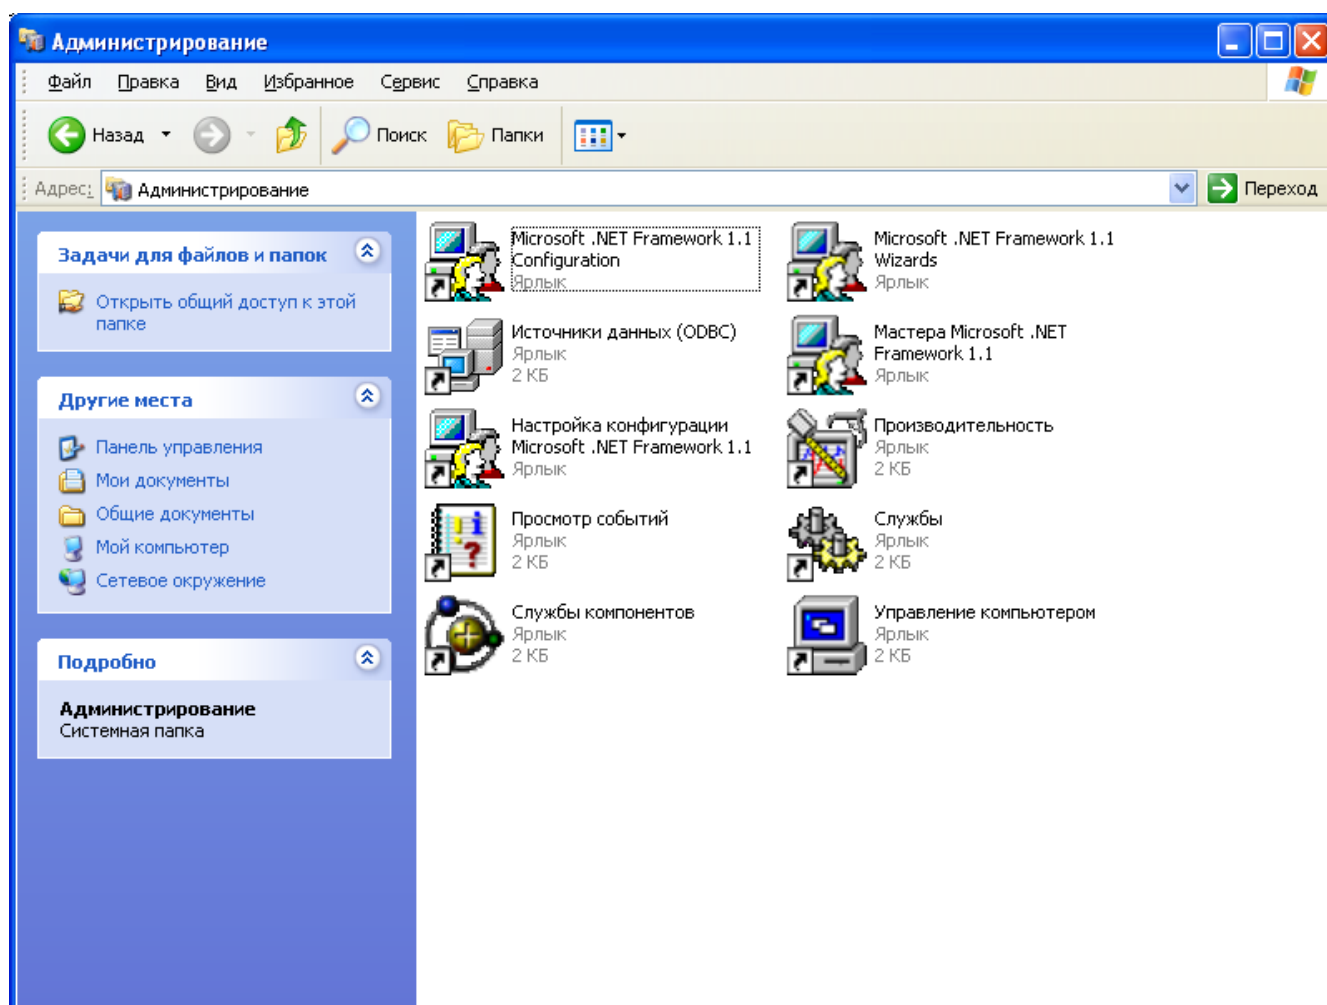 Администрирование
Файл Правка Вид Избранное Сервис Справка
Назад Поиск Папки
Адрес: Администрирование Переход
Задачи для файлов и папок
Открыть общий доступ к этой
папке
Другие места
Панель управления
Мои документы
Общие документы
Мой компьютер
Сетевое окружение
Подробно
Администрирование
Системная папка
Microsoft .NET Framework 1.1
Configuration
Ярлык
Microsoft .NET Framework 1.1
Wizards
Ярлык
Источники данных (ODBC)
Ярлык
2 КБ
Мастера Microsoft .NET
Framework 1.1
Ярлык
Настройка конфигурации
Microsoft .NET Framework 1.1
Ярлык
Производительность
Ярлык
2 КБ
Просмотр событий
Ярлык
2 КБ
Службы
Ярлык
2 КБ
Службы компонентов
Ярлык
2 КБ
Управление компьютером
Ярлык
2 КБ